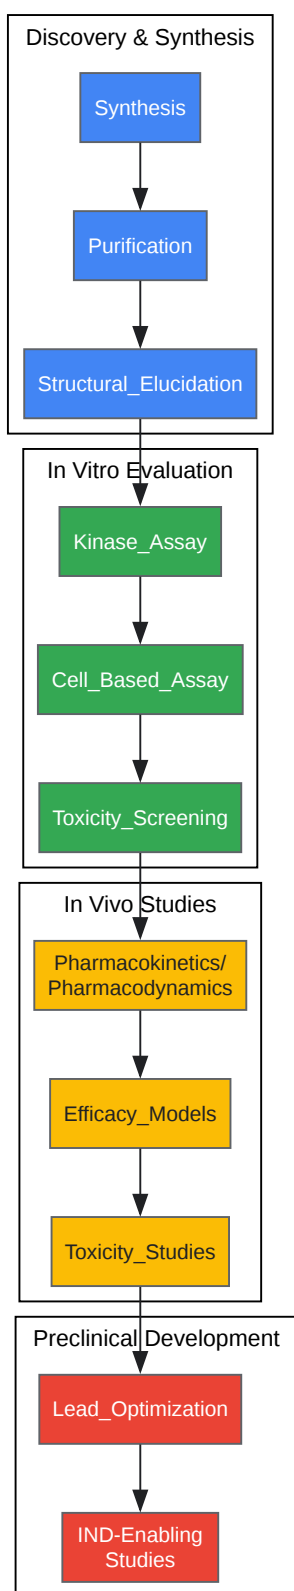 Discovery & Synthesis
Synthesis
Purification
Structural_Elucidation
In Vitro Evaluation
Kinase_Assay
Cell_Based_Assay
Toxicity_Screening
In Vivo Studies
Pharmacokinetics/
Pharmacodynamics
Efficacy_Models
Toxicity_Studies
Preclinical Development
Lead_Optimization
IND-Enabling
Studies